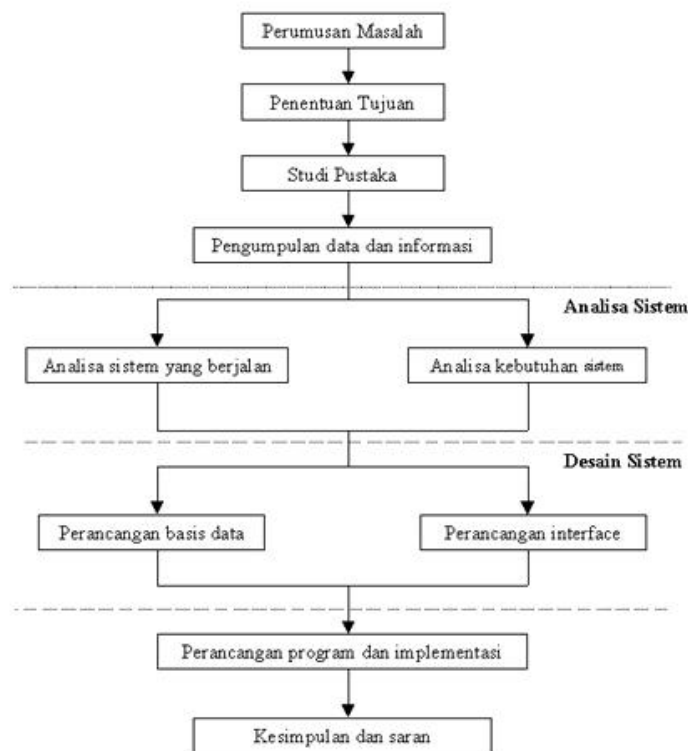 Perumusan Masalah
Penentuan Tujuan
Studi Pustaka
Pengumpulan data dan informasi
Analisa Sistem
Analisa sistem yang berjalan
Analisa kebutuhan sistem
Desain Sistem
Perancangan basis data
Perancangan interface
Perancangan program dan implementasi
Kesimpulan dan saran